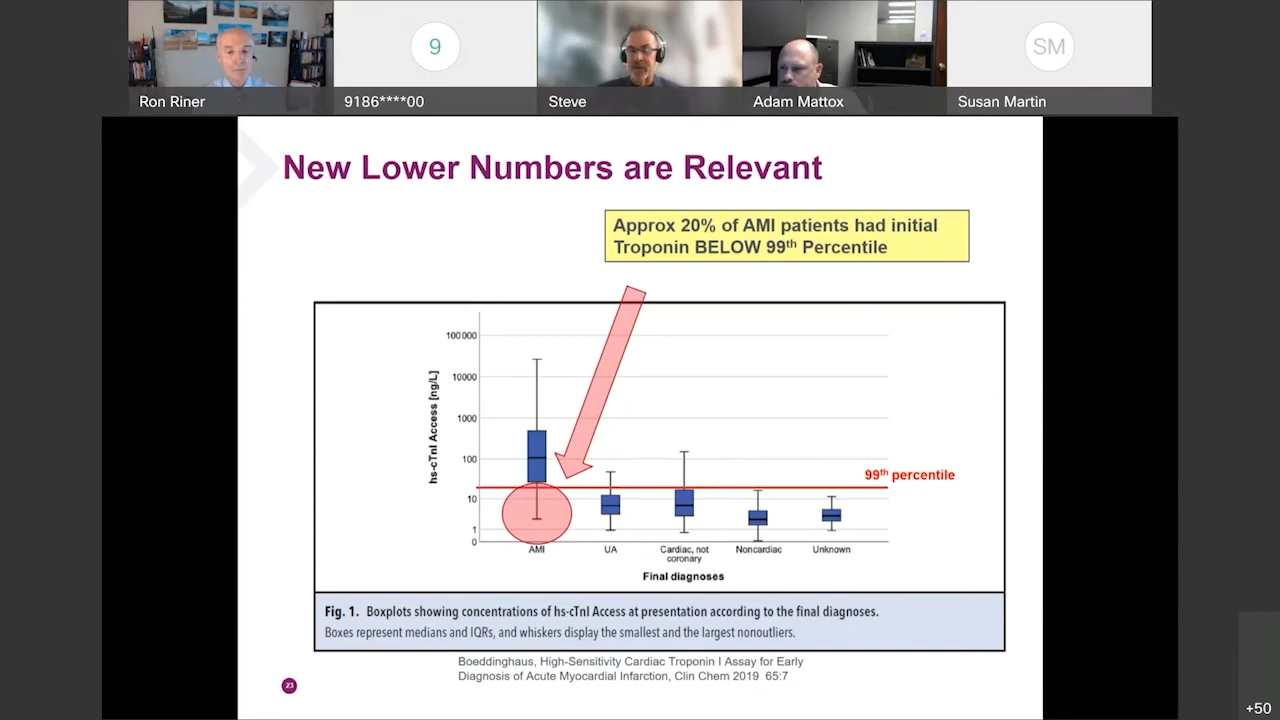 9
SM
Ron Riner
9186****00
Steve
Adam Mattox
Susan Martin
New Lower Numbers are Relevant
Approx 20% of AMI patients had initial
Troponin BELOW 99th Percentile
hs-cTnI Access [ng/L]
100 000
10000
1000
100
10
1
0
99th percentile
AMI
UA
Cardiac, not
coronary
Noncardiac
Unknown
Final diagnoses
Fig. 1. Boxplots showing concentrations of hs-cTnI Access at presentation according to the final diagnoses.
Boxes represent medians and IQRs, and whiskers display the smallest and the largest nonoutliers.
Boeddinghaus, High-Sensitivity Cardiac Troponin I Assay for Early
Diagnosis of Acute Myocardial Infarction, Clin Chem 2019 65:7
23
+50